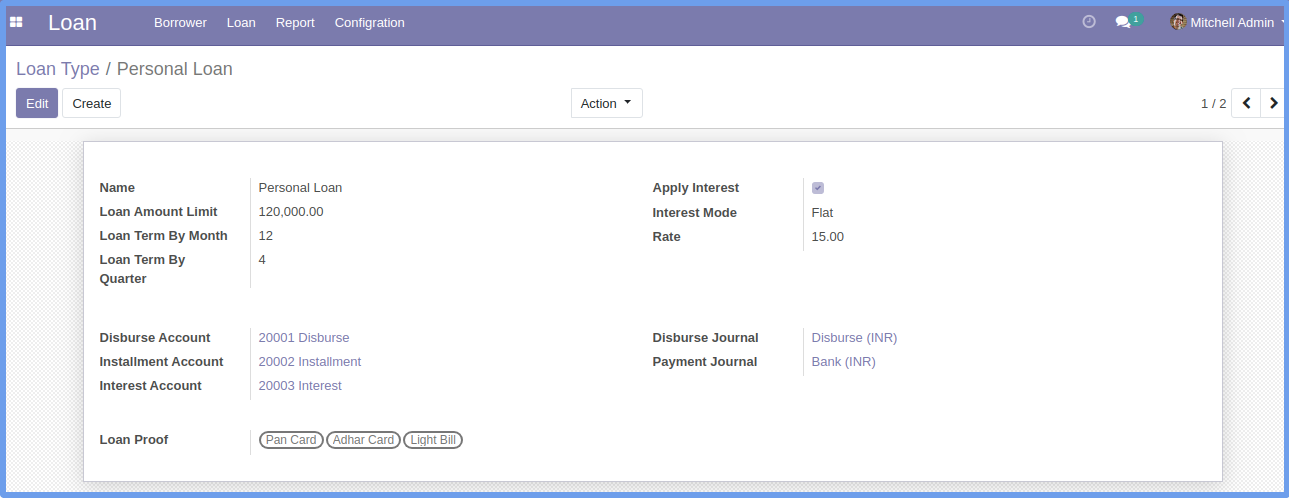 Loan Borrower Loan Report Configration 1 Mitchell Admin
Loan Type / Personal Loan
Edit Create Action 1 / 2
Name Personal Loan Apply Interest
Loan Amount Limit 120,000.00 Interest Mode Flat
Loan Term By Month 12 Rate 15.00
Loan Term By Quarter 4
Disburse Account 20001 Disburse Disburse Journal Disburse (INR)
Installment Account 20002 Installment Payment Journal Bank (INR)
Interest Account 20003 Interest
Loan Proof Pan Card Adhar Card Light Bill